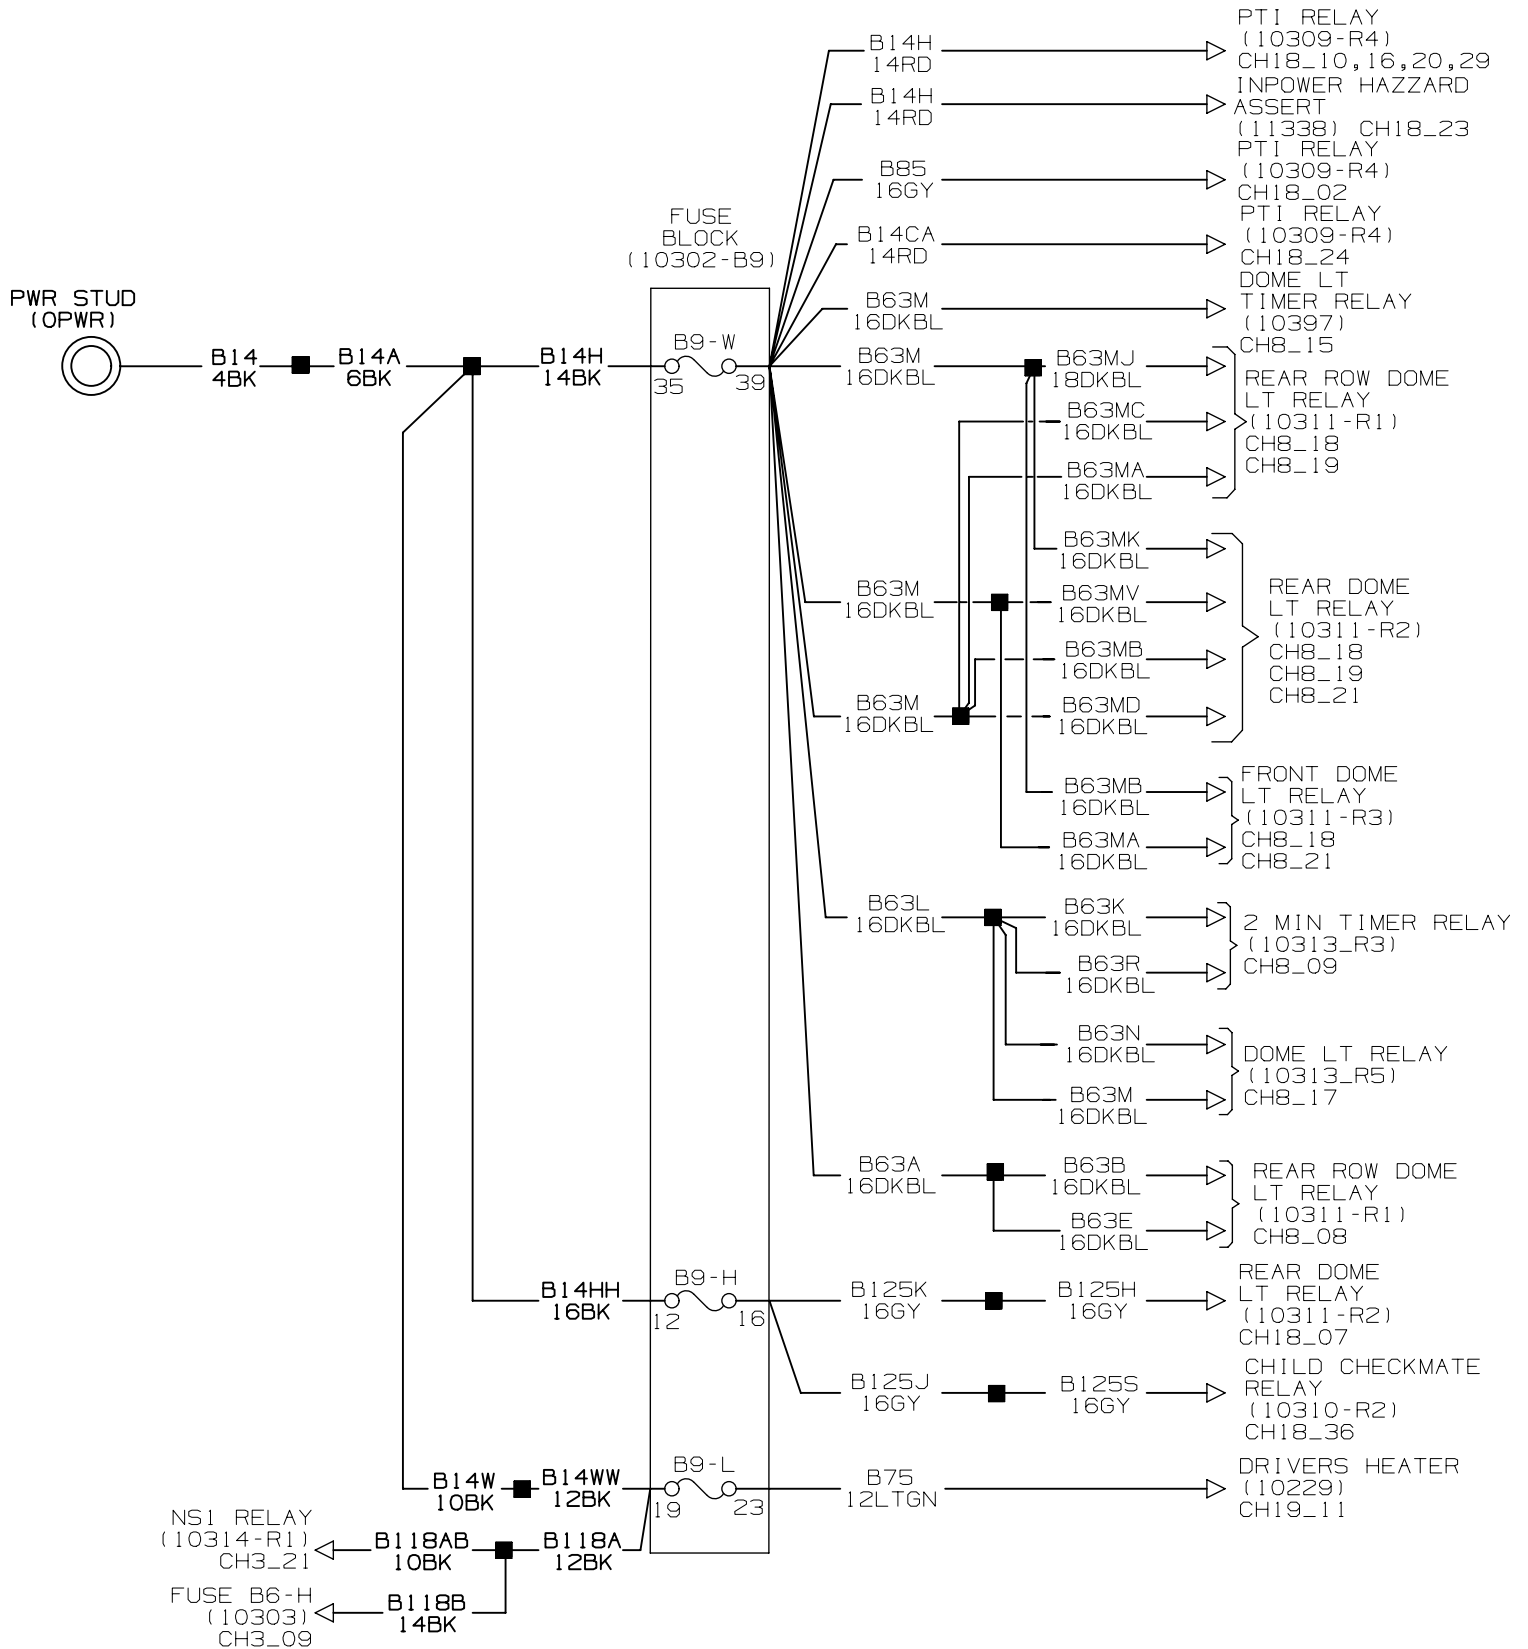 PTI RELAY
(10309-R4)
CH18_10,16,20,29
B14H
14RD
INPOWER HAZZARD
ASSERT
(11338) CH18_23
B14H
14RD
PTI RELAY
(10309-R4)
CH18_02
B85
16GY
PTI RELAY
(10309-R4)
CH18_24
B14CA
14RD
FUSE
BLOCK
(10302-B9)
DOME LT
TIMER RELAY
(10397)
CH8_15
B63M
16DKBL
PWR STUD
(OPWR)
B14
4BK
B14A
6BK
B14H
14BK
B9-W
35
39
B63M
16DKBL
B63MJ
18DKBL
B63MC
16DKBL
B63MA
16DKBL
REAR ROW DOME
LT RELAY
(10311-R1)
CH8_18
CH8_19
B63MK
16DKBL
B63M
16DKBL
B63MV
16DKBL
B63MB
16DKBL
B63M
16DKBL
B63MD
16DKBL
REAR DOME
LT RELAY
(10311-R2)
CH8_18
CH8_19
CH8_21
B63MB
16DKBL
B63MA
16DKBL
FRONT DOME
LT RELAY
(10311-R3)
CH8_18
CH8_21
B63L
16DKBL
B63K
16DKBL
B63R
16DKBL
2 MIN TIMER RELAY
(10313_R3)
CH8_09
B63N
16DKBL
B63M
16DKBL
DOME LT RELAY
(10313_R5)
CH8_17
B63A
16DKBL
B63B
16DKBL
B63E
16DKBL
REAR ROW DOME
LT RELAY
(10311-R1)
CH8_08
B14HH
16BK
B9-H
12
16
B125K
16GY
B125H
16GY
REAR DOME
LT RELAY
(10311-R2)
CH18_07
B125J
16GY
B125S
16GY
CHILD CHECKMATE
RELAY
(10310-R2)
CH18_36
B14W
10BK
B14WW
12BK
B9-L
19
23
B75
12LTGN
DRIVERS HEATER
(10229)
CH19_11
NS1 RELAY
(10314-R1)
CH3_21
B118AB
10BK
B118A
12BK
FUSE B6-H
(10303)
CH3_09
B118B
14BK